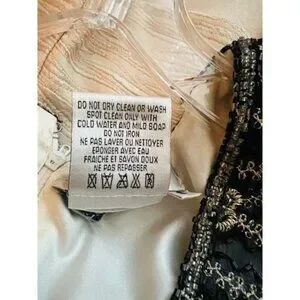 DO NOT DRY CLEAN OR WASH
SPOT CLEAN ONLY WITH
COLD WATER AND MILD SOAP
DO NOT IRON
NE PAS LAVER OU NETTOYER
EPONGER AVEC EAU
FRAICHE ET SAVON DOUX
NE PAS REPASSER